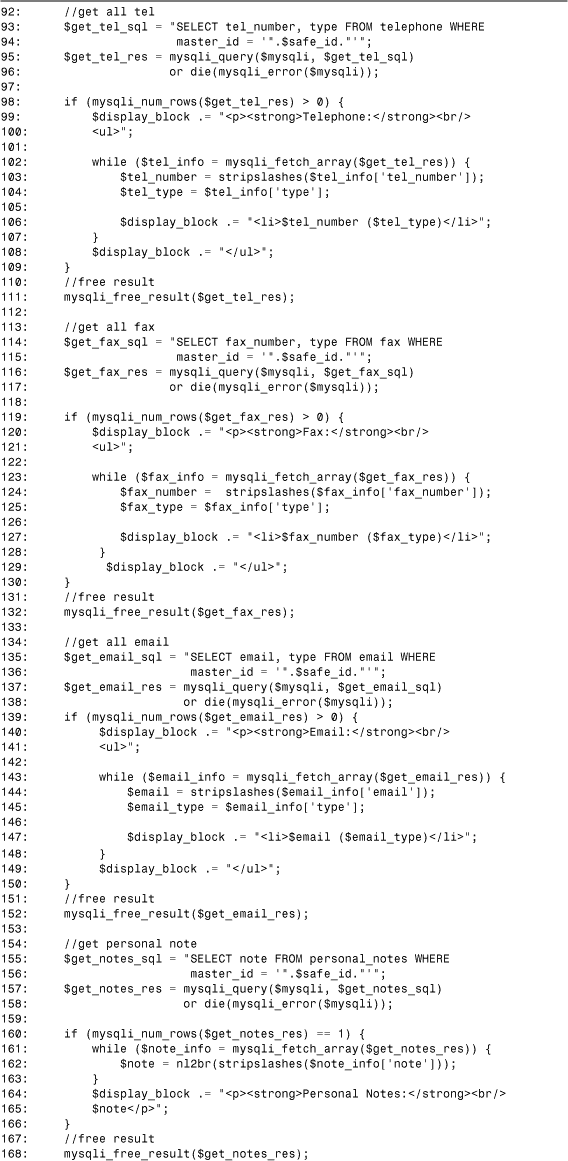 92:     //get all tel
93:     $get_tel_sql = "SELECT tel_number, type FROM telephone WHERE
94:                     master_id = '".$safe_id."'";
95:     $get_tel_res = mysqli_query($mysqli, $get_tel_sql)
96:                    or die(mysqli_error($mysqli));
97:
98:     if (mysqli_num_rows($get_tel_res) > 0) {
99:         $display_block .= "<p><strong>Telephone:</strong><br/>
100:         <ul>";
101:
102:         while ($tel_info = mysqli_fetch_array($get_tel_res)) {
103:             $tel_number = stripslashes($tel_info['tel_number']);
104:             $tel_type = $tel_info['type'];
105:
106:             $display_block .= "<li>$tel_number ($tel_type)</li>";
107:         }
108:         $display_block .= "</ul>";
109:     }
110:     //free result
111:     mysqli_free_result($get_tel_res);
112:
113:     //get all fax
114:     $get_fax_sql = "SELECT fax_number, type FROM fax WHERE
115:                     master_id = '".$safe_id."'";
116:     $get_fax_res = mysqli_query($mysqli, $get_fax_sql)
117:                    or die(mysqli_error($mysqli));
118:
119:     if (mysqli_num_rows($get_fax_res) > 0) {
120:         $display_block .= "<p><strong>Fax:</strong><br/>
121:         <ul>";
122:
123:         while ($fax_info = mysqli_fetch_array($get_fax_res)) {
124:             $fax_number =  stripslashes($fax_info['fax_number']);
125:             $fax_type = $fax_info['type'];
126:
127:             $display_block .= "<li>$fax_number ($fax_type)</li>";
128:          }
129:           $display_block .= "</ul>";
130:     }
131:     //free result
132:     mysqli_free_result($get_fax_res);
133:
134:     //get all email
135:     $get_email_sql = "SELECT email, type FROM email WHERE
136:                       master_id = '".$safe_id."'";
137:     $get_email_res = mysqli_query($mysqli, $get_email_sql)
138:                      or die(mysqli_error($mysqli));
139:     if (mysqli_num_rows($get_email_res) > 0) {
140:          $display_block .= "<p><strong>Email:</strong><br/>
141:          <ul>";
142:
143:          while ($email_info = mysqli_fetch_array($get_email_res)) {
144:              $email = stripslashes($email_info['email']);
145:              $email_type = $email_info['type'];
146:
147:              $display_block .= "<li>$email ($email_type)</li>";
148:          }
149:          $display_block .= "</ul>";
150:     }
151:     //free result
152:     mysqli_free_result($get_email_res);
153:
154:     //get personal note
155:     $get_notes_sql = "SELECT note FROM personal_notes WHERE
156:                       master_id = '".$safe_id."'";
157:     $get_notes_res = mysqli_query($mysqli, $get_notes_sql)
158:                      or die(mysqli_error($mysqli));
159:
160:     if (mysqli_num_rows($get_notes_res) == 1) {
161:         while ($note_info = mysqli_fetch_array($get_notes_res)) {
162:             $note = nl2br(stripslashes($note_info['note']));
163:         }
164:         $display_block .= "<p><strong>Personal Notes:</strong><br/>
165:         $note</p>";
166:     }
167:     //free result
168:     mysqli_free_result($get_notes_res);